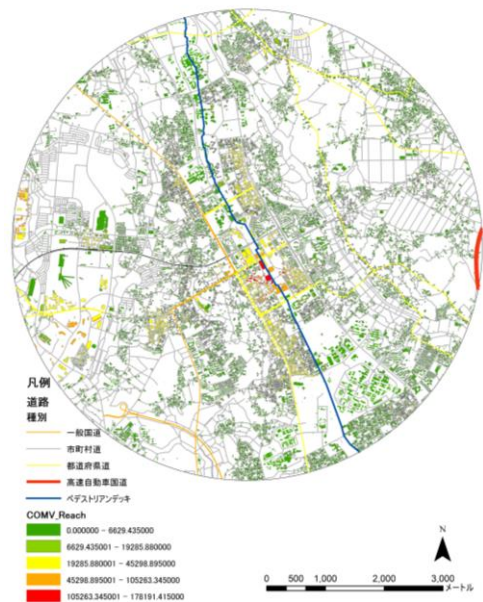 凡例
道路
種別
一般国道
市町村道
都道府県道
高速自動車国道
ペデストリアンデッキ
COMV_Reach
0.000000 - 6629.435000
6629.435001 - 19285.880000
19285.880001 - 45298.895000
45298.895001 - 105263.345000
105263.345001 - 178191.415000
N
0 500 1,000 2,000 3,000
メートル